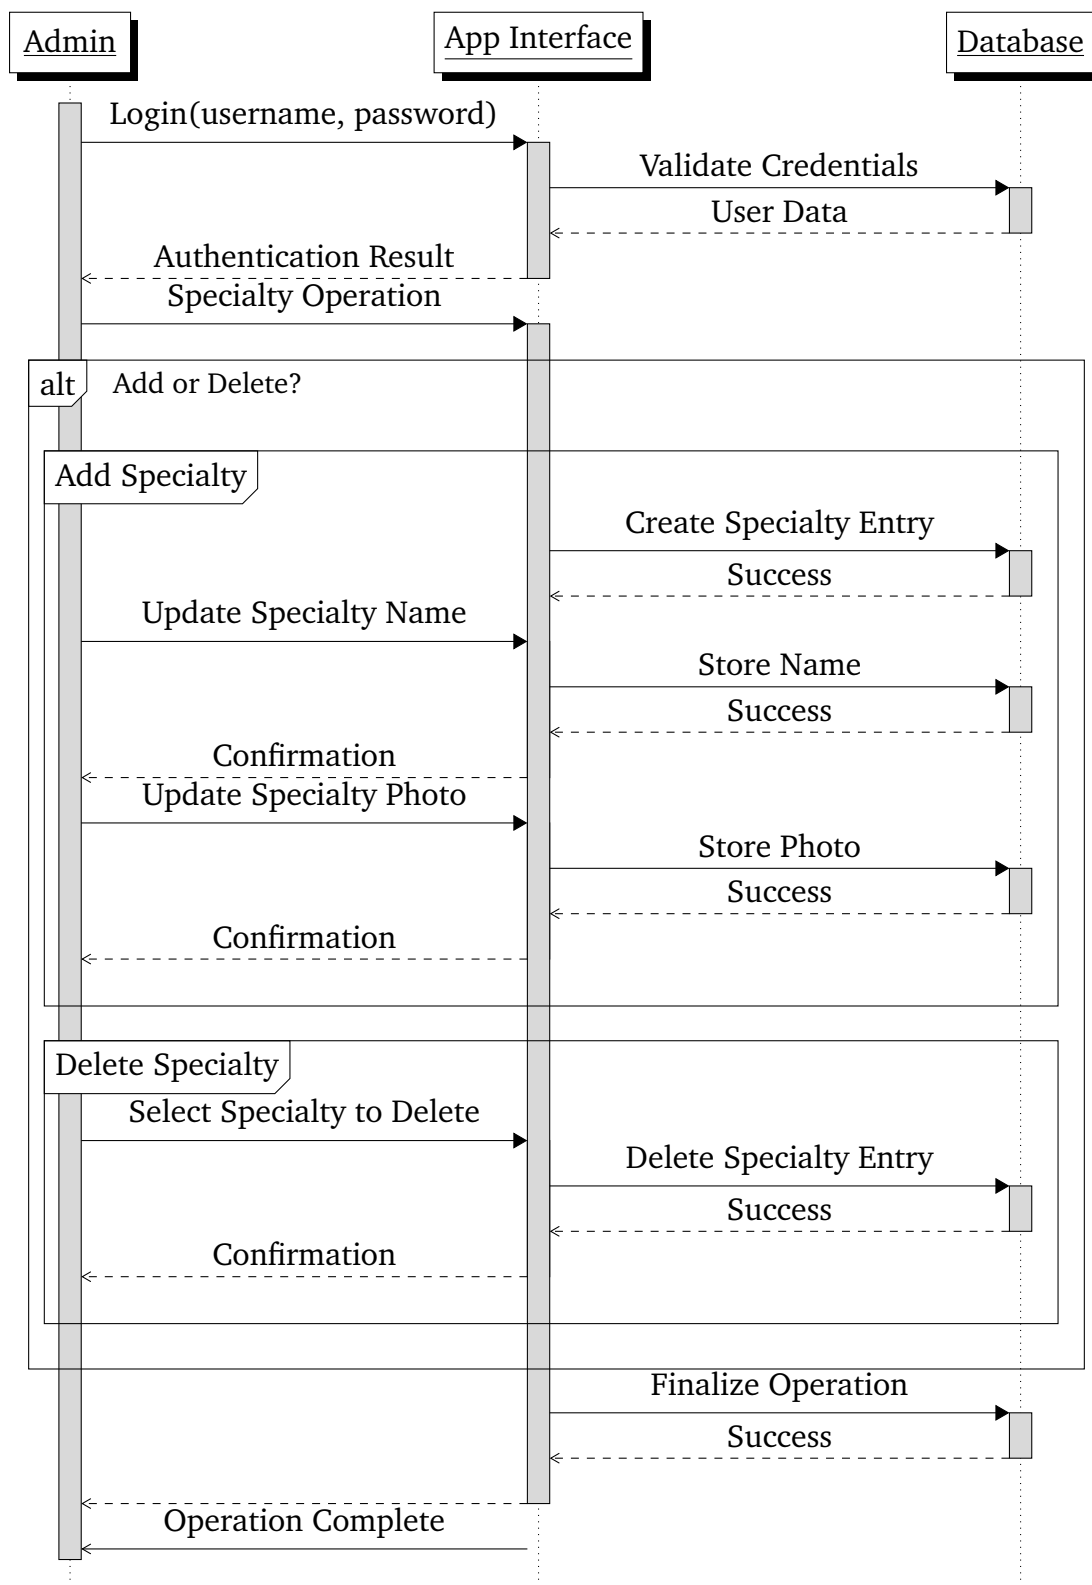 Admin
App Interface
Database
Login(username, password)
Validate Credentials
User Data
Authentication Result
Specialty Operation
alt
Add or Delete?
Add Specialty
Create Specialty Entry
Success
Update Specialty Name
Store Name
Success
Confirmation
Update Specialty Photo
Store Photo
Success
Confirmation
Delete Specialty
Select Specialty to Delete
Delete Specialty Entry
Success
Confirmation
Finalize Operation
Success
Operation Complete